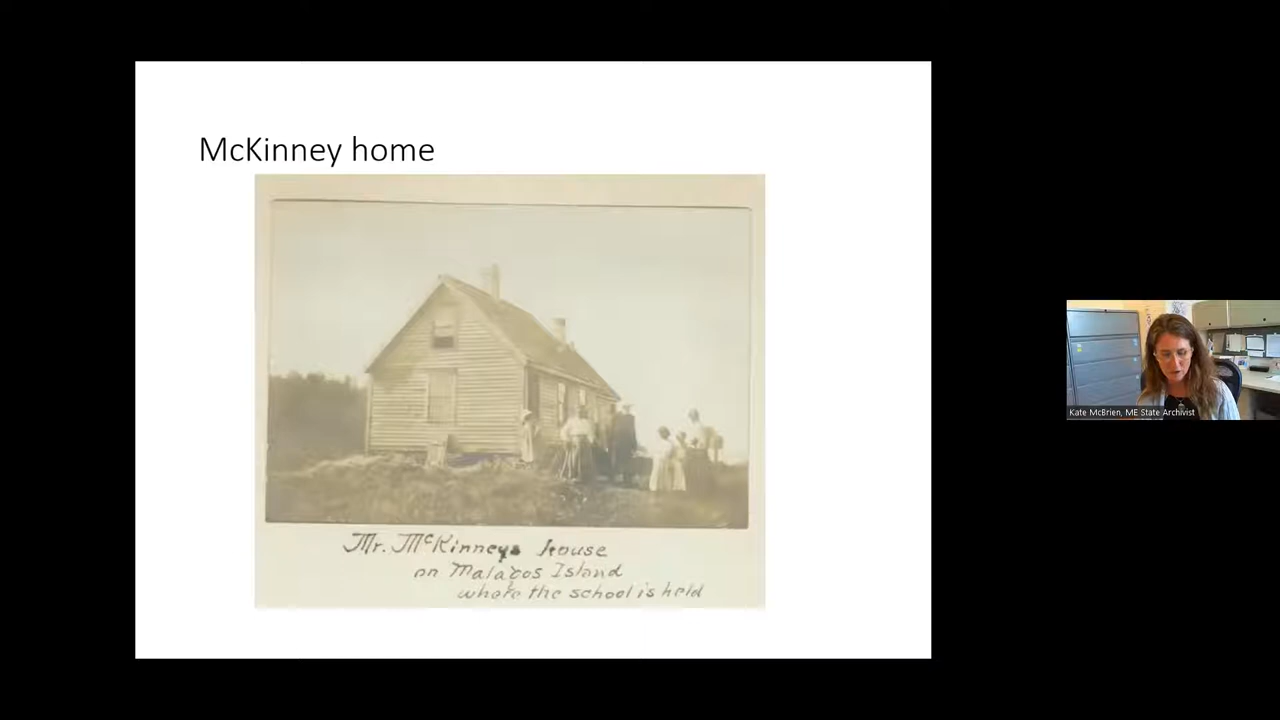 McKinney home
Mr. McKinneys house
on Malagos Island
where the school is held
Kate McBrien, ME State Archivist